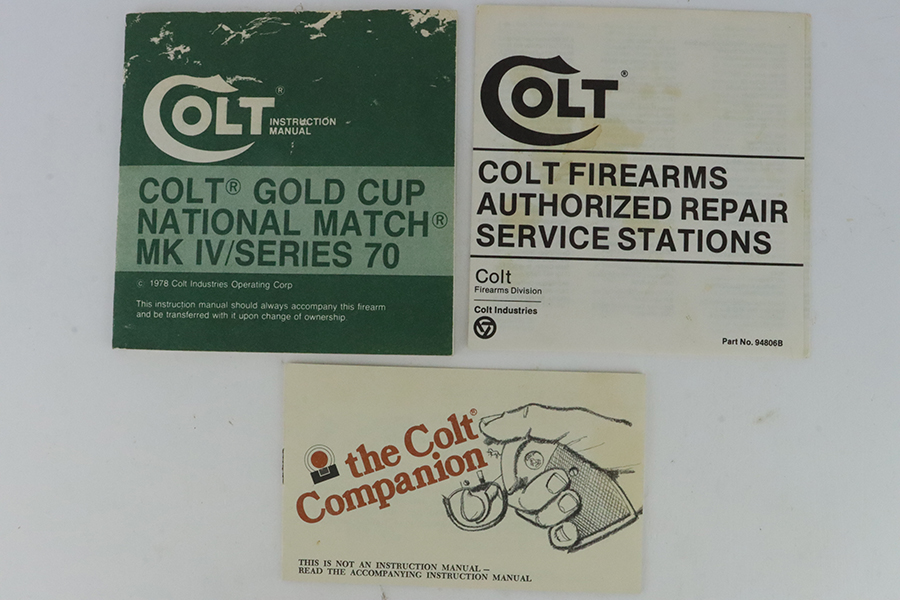 COLT®
INSTRUCTION
MANUAL
COLT® GOLD CUP
NATIONAL MATCH®
MK IV/SERIES 70
© 1978 Colt Industries Operating Corp
This instruction manual should always accompany this firearm
and be transferred with it upon change of ownership.
COLT®
COLT FIREARMS
AUTHORIZED REPAIR
SERVICE STATIONS
Colt
Firearms Division
Colt Industries
Part No. 94806B
the Colt®
Companion
THIS IS NOT AN INSTRUCTION MANUAL –
READ THE ACCOMPANYING INSTRUCTION MANUAL